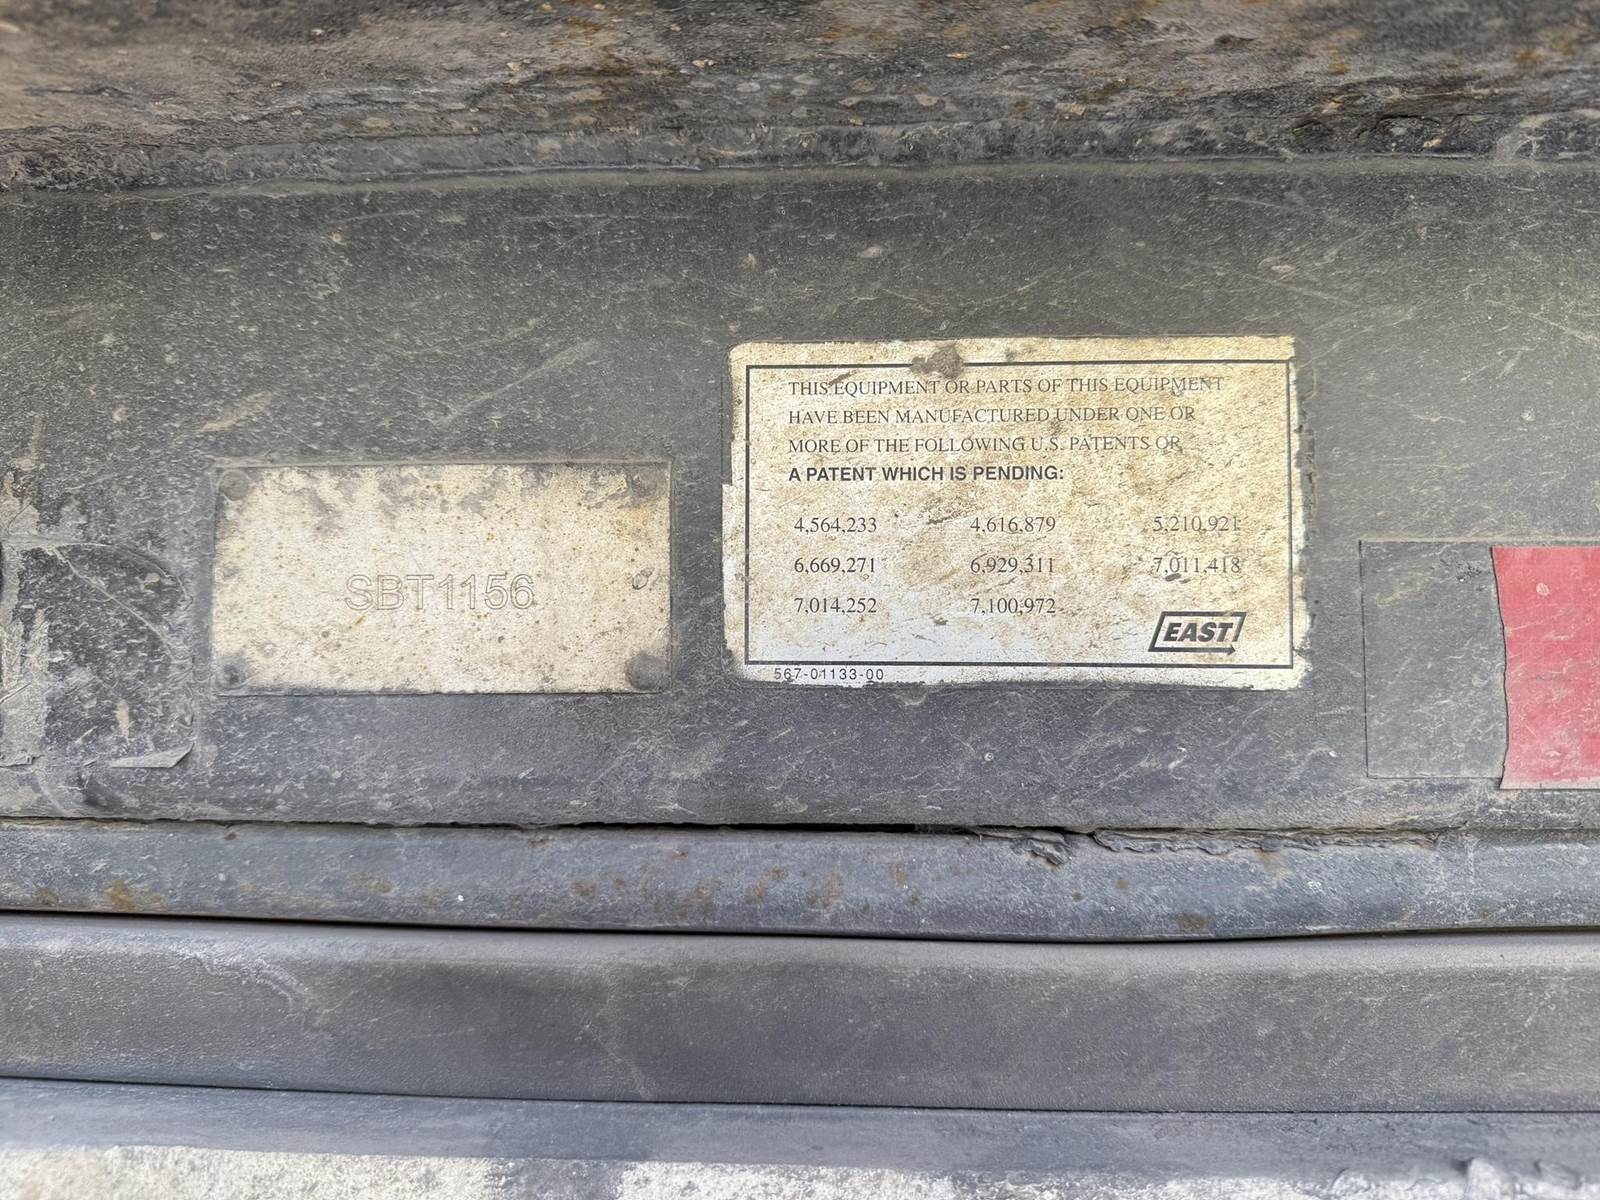 SBT1156
THIS EQUIPMENT OR PARTS OF THIS EQUIPMENT
HAVE BEEN MANUFACTURED UNDER ONE OR
MORE OF THE FOLLOWING U.S. PATENTS OR
A PATENT WHICH IS PENDING:
4,564,233 4,616,879 5,210,921
6,669,271 6,929,311 7,011,418
7,014,252 7,100,972
EAST
567-01133-00